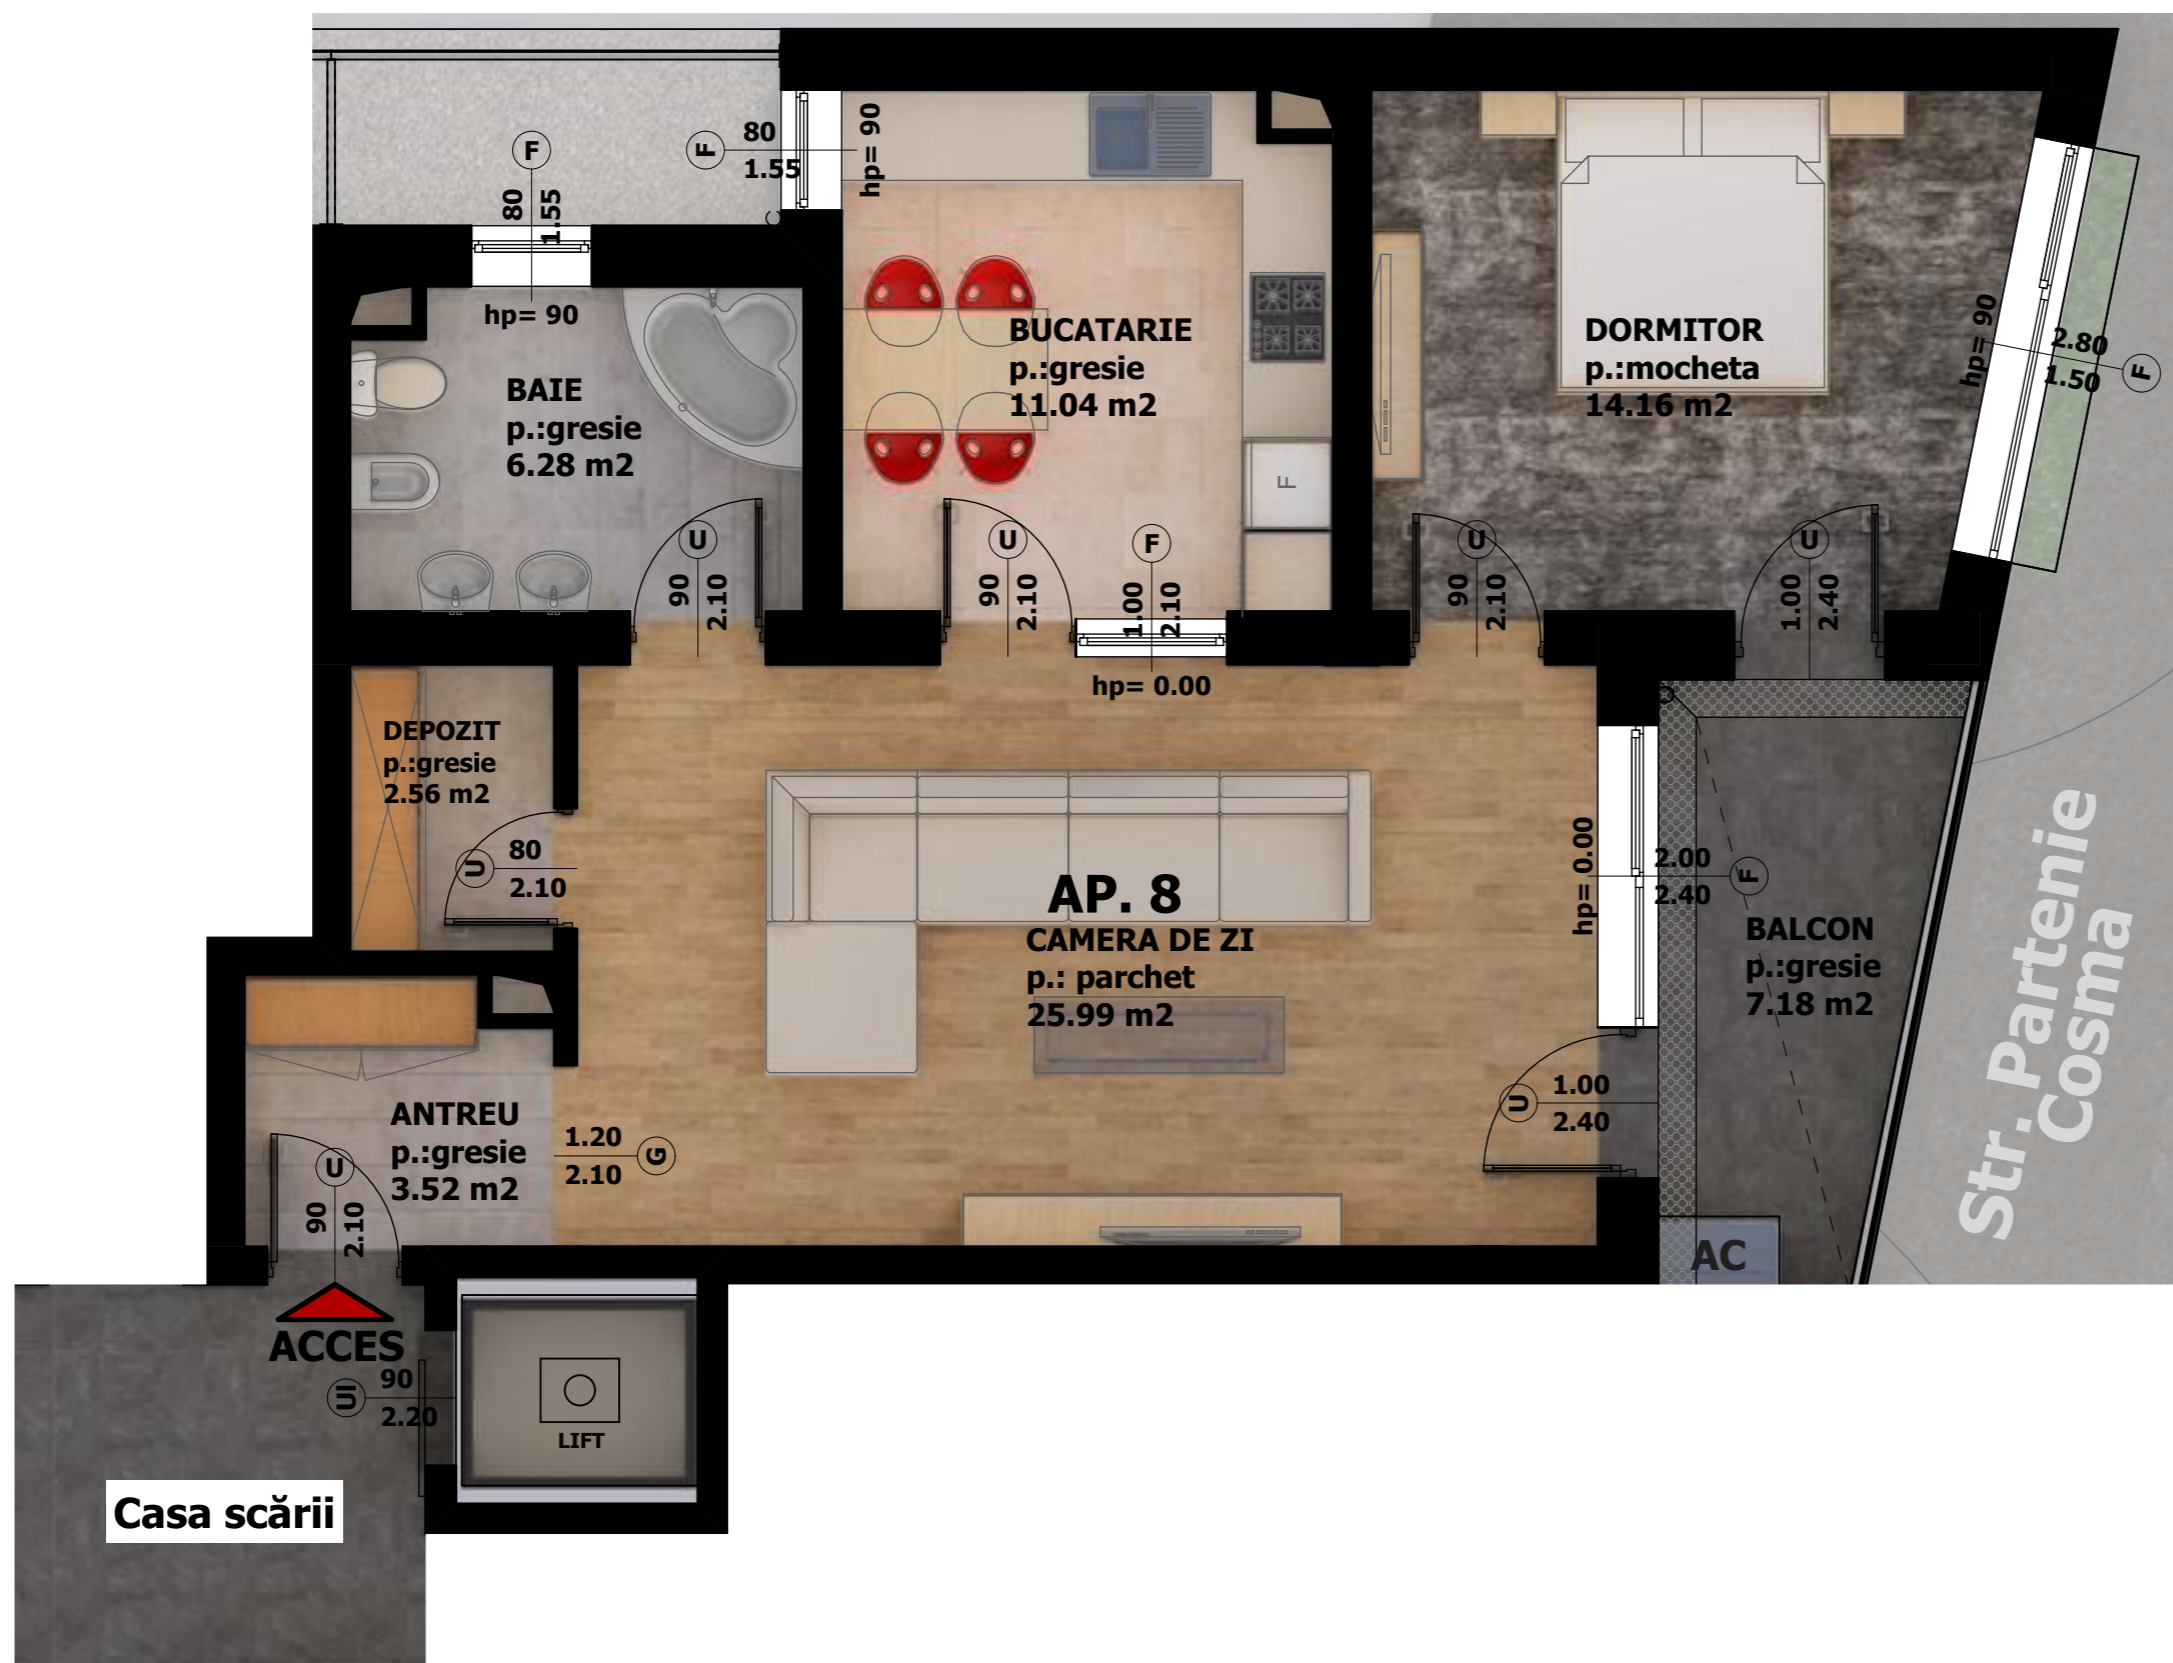 F
80
1.55
hp= 90
F
80
1.55
hp= 90
BAIE
p.:gresie
6.28 m2
BUCATARIE
p.:gresie
11.04 m2
DORMITOR
p.:mocheta
14.16 m2
hp= 90
2.80
1.50
F
F
U
90
2.10
U
90
2.10
F
1.00
2.10
hp= 0.00
U
90
2.10
U
1.00
2.40
DEPOZIT
p.:gresie
2.56 m2
U
80
2.10
AP. 8
CAMERA DE ZI
p.: parchet
25.99 m2
hp= 0.00
2.00
2.40
F
BALCON
p.:gresie
7.18 m2
Str. Partenie
Cosma
ANTREU
p.:gresie
3.52 m2
U
90
2.10
1.20
2.10
G
U
1.00
2.40
AC
ACCES
UI
90
2.20
LIFT
Casa scării